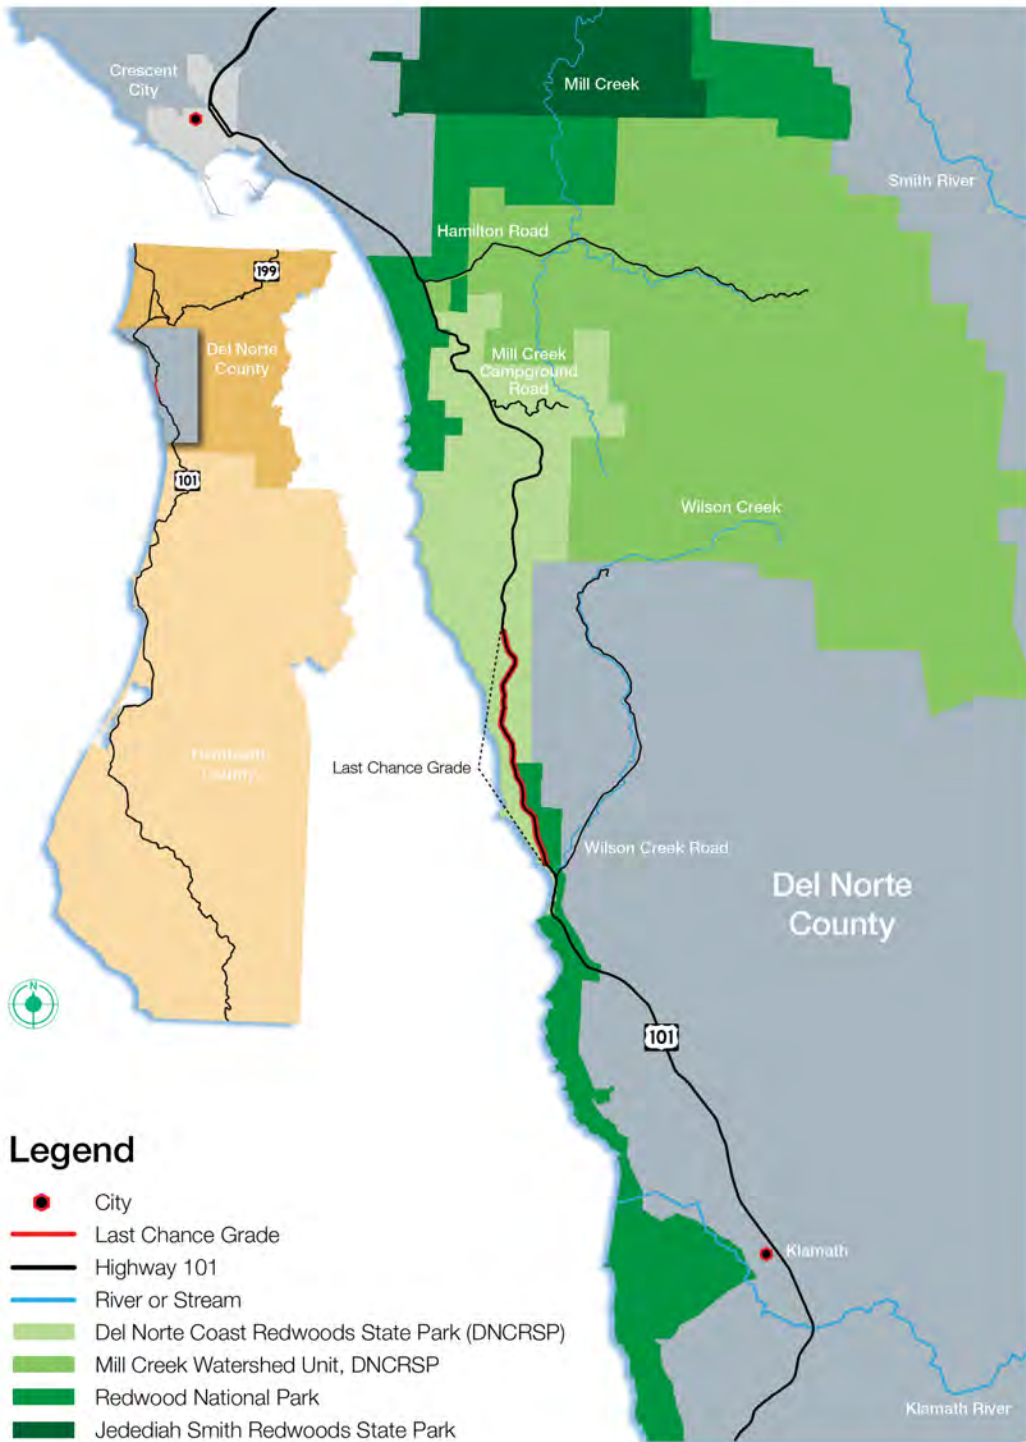 Crescent
City
Mill Creek
Smith River
Hamilton Road
199
Del Norte
County
Mill Creek
Campground
Road
101
Wilson Creek
Humboldt
County
Last Chance Grade
Wilson Creek Road
Del Norte
County
N
101
Klamath
Klamath River
Legend
City
Last Chance Grade
Highway 101
River or Stream
Del Norte Coast Redwoods State Park (DNCRSP)
Mill Creek Watershed Unit, DNCRSP
Redwood National Park
Jedediah Smith Redwoods State Park